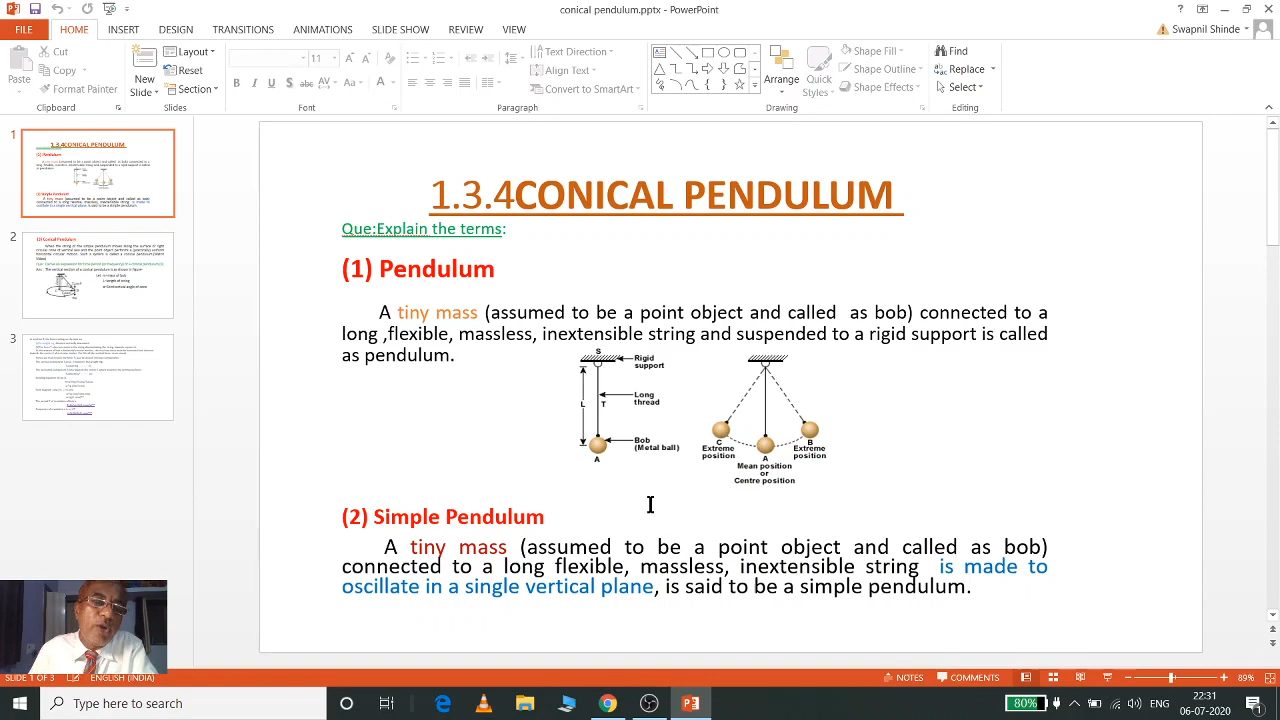 conical pendulum.pptx - PowerPoint
FILE HOME INSERT DESIGN TRANSITIONS ANIMATIONS SLIDE SHOW REVIEW VIEW Swapnil Shinde
Paste Cut Copy Format Painter
New Slide Layout Reset Section
11
B I U S abc AV Aa A
Text Direction Align Text Convert to SmartArt
Arrange Quick Styles Shape Fill Shape Outline Shape Effects
Find Replace Select
Clipboard Slides Font Paragraph Drawing Editing
1
2
3
1.3.4CONICAL PENDULUM
Que:Explain the terms:
(1) Pendulum
A tiny mass (assumed to be a point object and called as bob) connected to a
long ,flexible, massless, inextensible string and suspended to a rigid support is called
as pendulum.
S
Rigid
support
L
T
Long
thread
Bob
(Metal ball)
A
C
Extreme
position
A
Mean position
or
Centre position
B
Extreme
position
(2) Simple Pendulum
A tiny mass (assumed to be a point object and called as bob)
connected to a long flexible, massless, inextensible string is made to
oscillate in a single vertical plane, is said to be a simple pendulum.
SLIDE 1 OF 3 ENGLISH (INDIA) NOTES COMMENTS 89%
Type here to search
80% ENG
22:31
06-07-2020